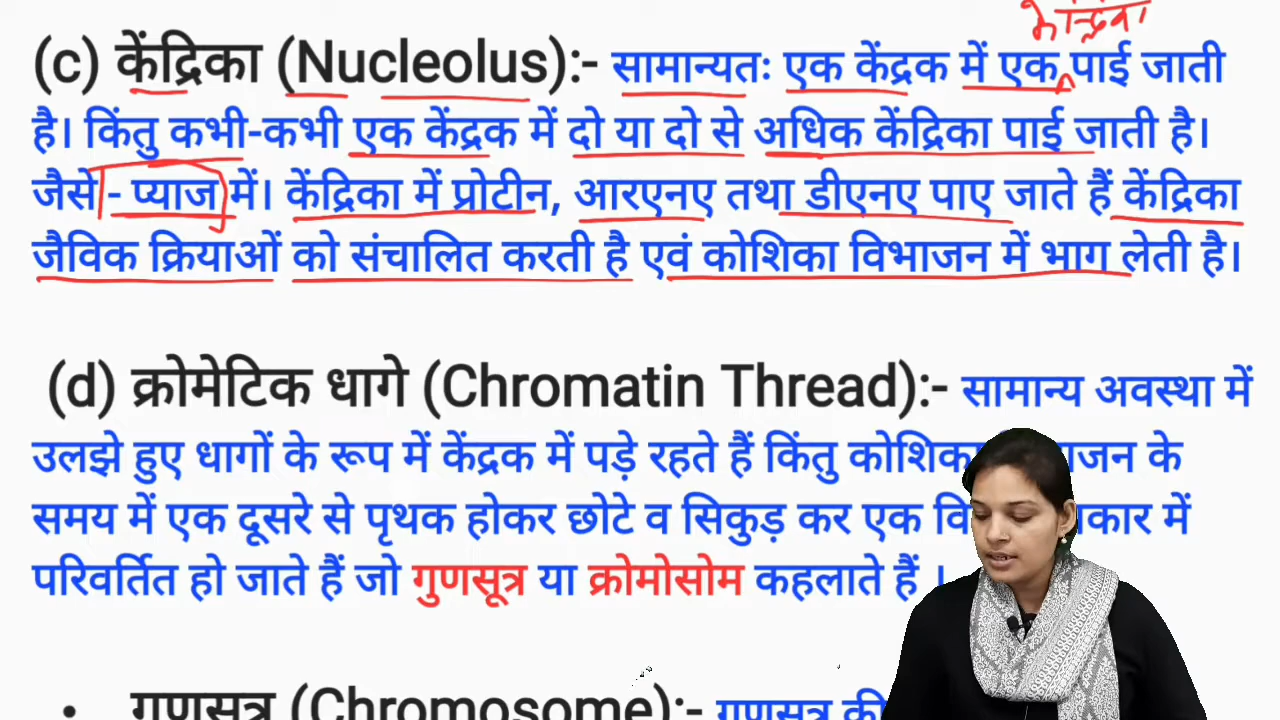 केंद्रिका
(c) केंद्रिका (Nucleolus):- सामान्यतः एक केंद्रक में एक पाई जाती
है। किंतु कभी-कभी एक केंद्रक में दो या दो से अधिक केंद्रिका पाई जाती है।
जैसे - प्याज में। केंद्रिका में प्रोटीन, आरएनए तथा डीएनए पाए जाते हैं केंद्रिका
जैविक क्रियाओं को संचालित करती है एवं कोशिका विभाजन में भाग लेती है।
(d) क्रोमेटिक धागे (Chromatin Thread):- सामान्य अवस्था में
उलझे हुए धागों के रूप में केंद्रक में पड़े रहते हैं किंतु के
समय में एक दूसरे से पृथक होकर छोटे व सिकुड़ कर एक में
परिवर्तित हो जाते हैं जो गुणसूत्र या क्रोमोसोम कहलाते हैं ।
• गुणसूत्र (Chromosome):- गुणसूत्र की